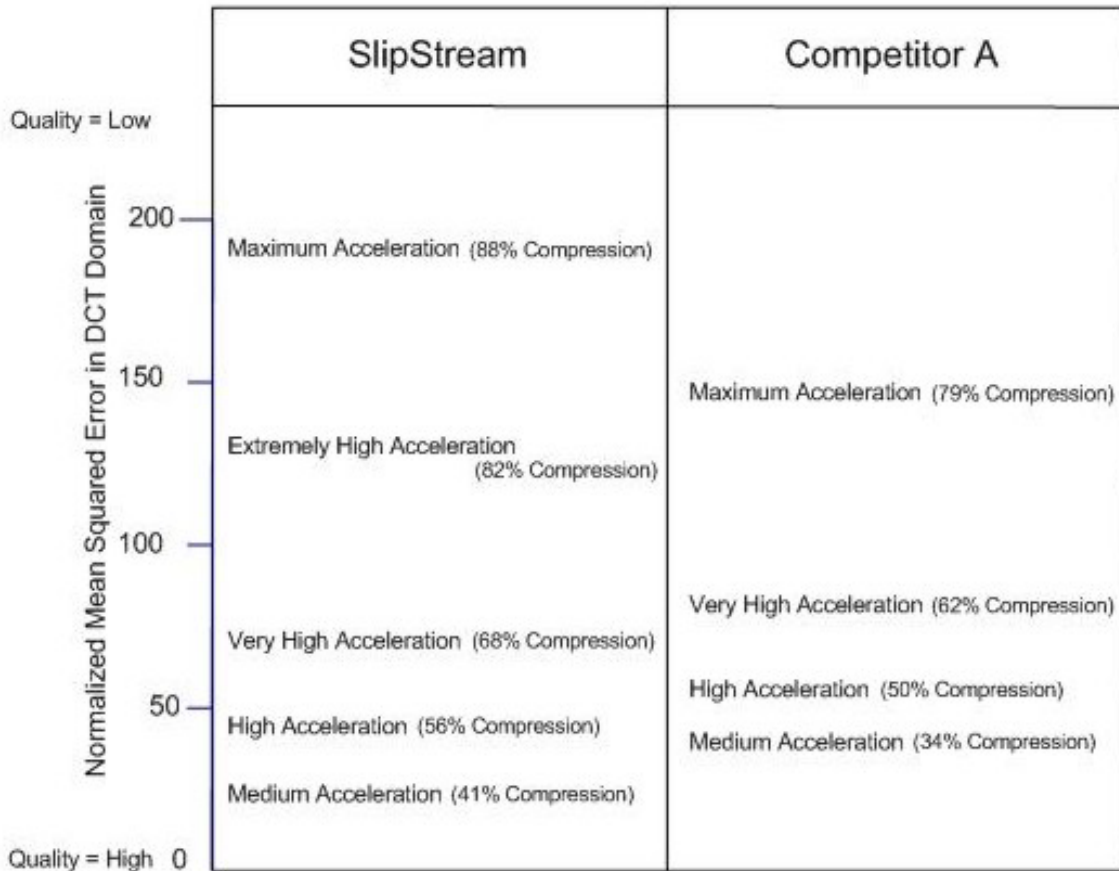 SlipStream
Competitor A
Quality = Low
Normalized Mean Squared Error in DCT Domain
200
150
100
50
Quality = High 0
Maximum Acceleration (88% Compression)
Extremely High Acceleration
(82% Compression)
Very High Acceleration (68% Compression)
High Acceleration (56% Compression)
Medium Acceleration (41% Compression)
Maximum Acceleration (79% Compression)
Very High Acceleration (62% Compression)
High Acceleration (50% Compression)
Medium Acceleration (34% Compression)